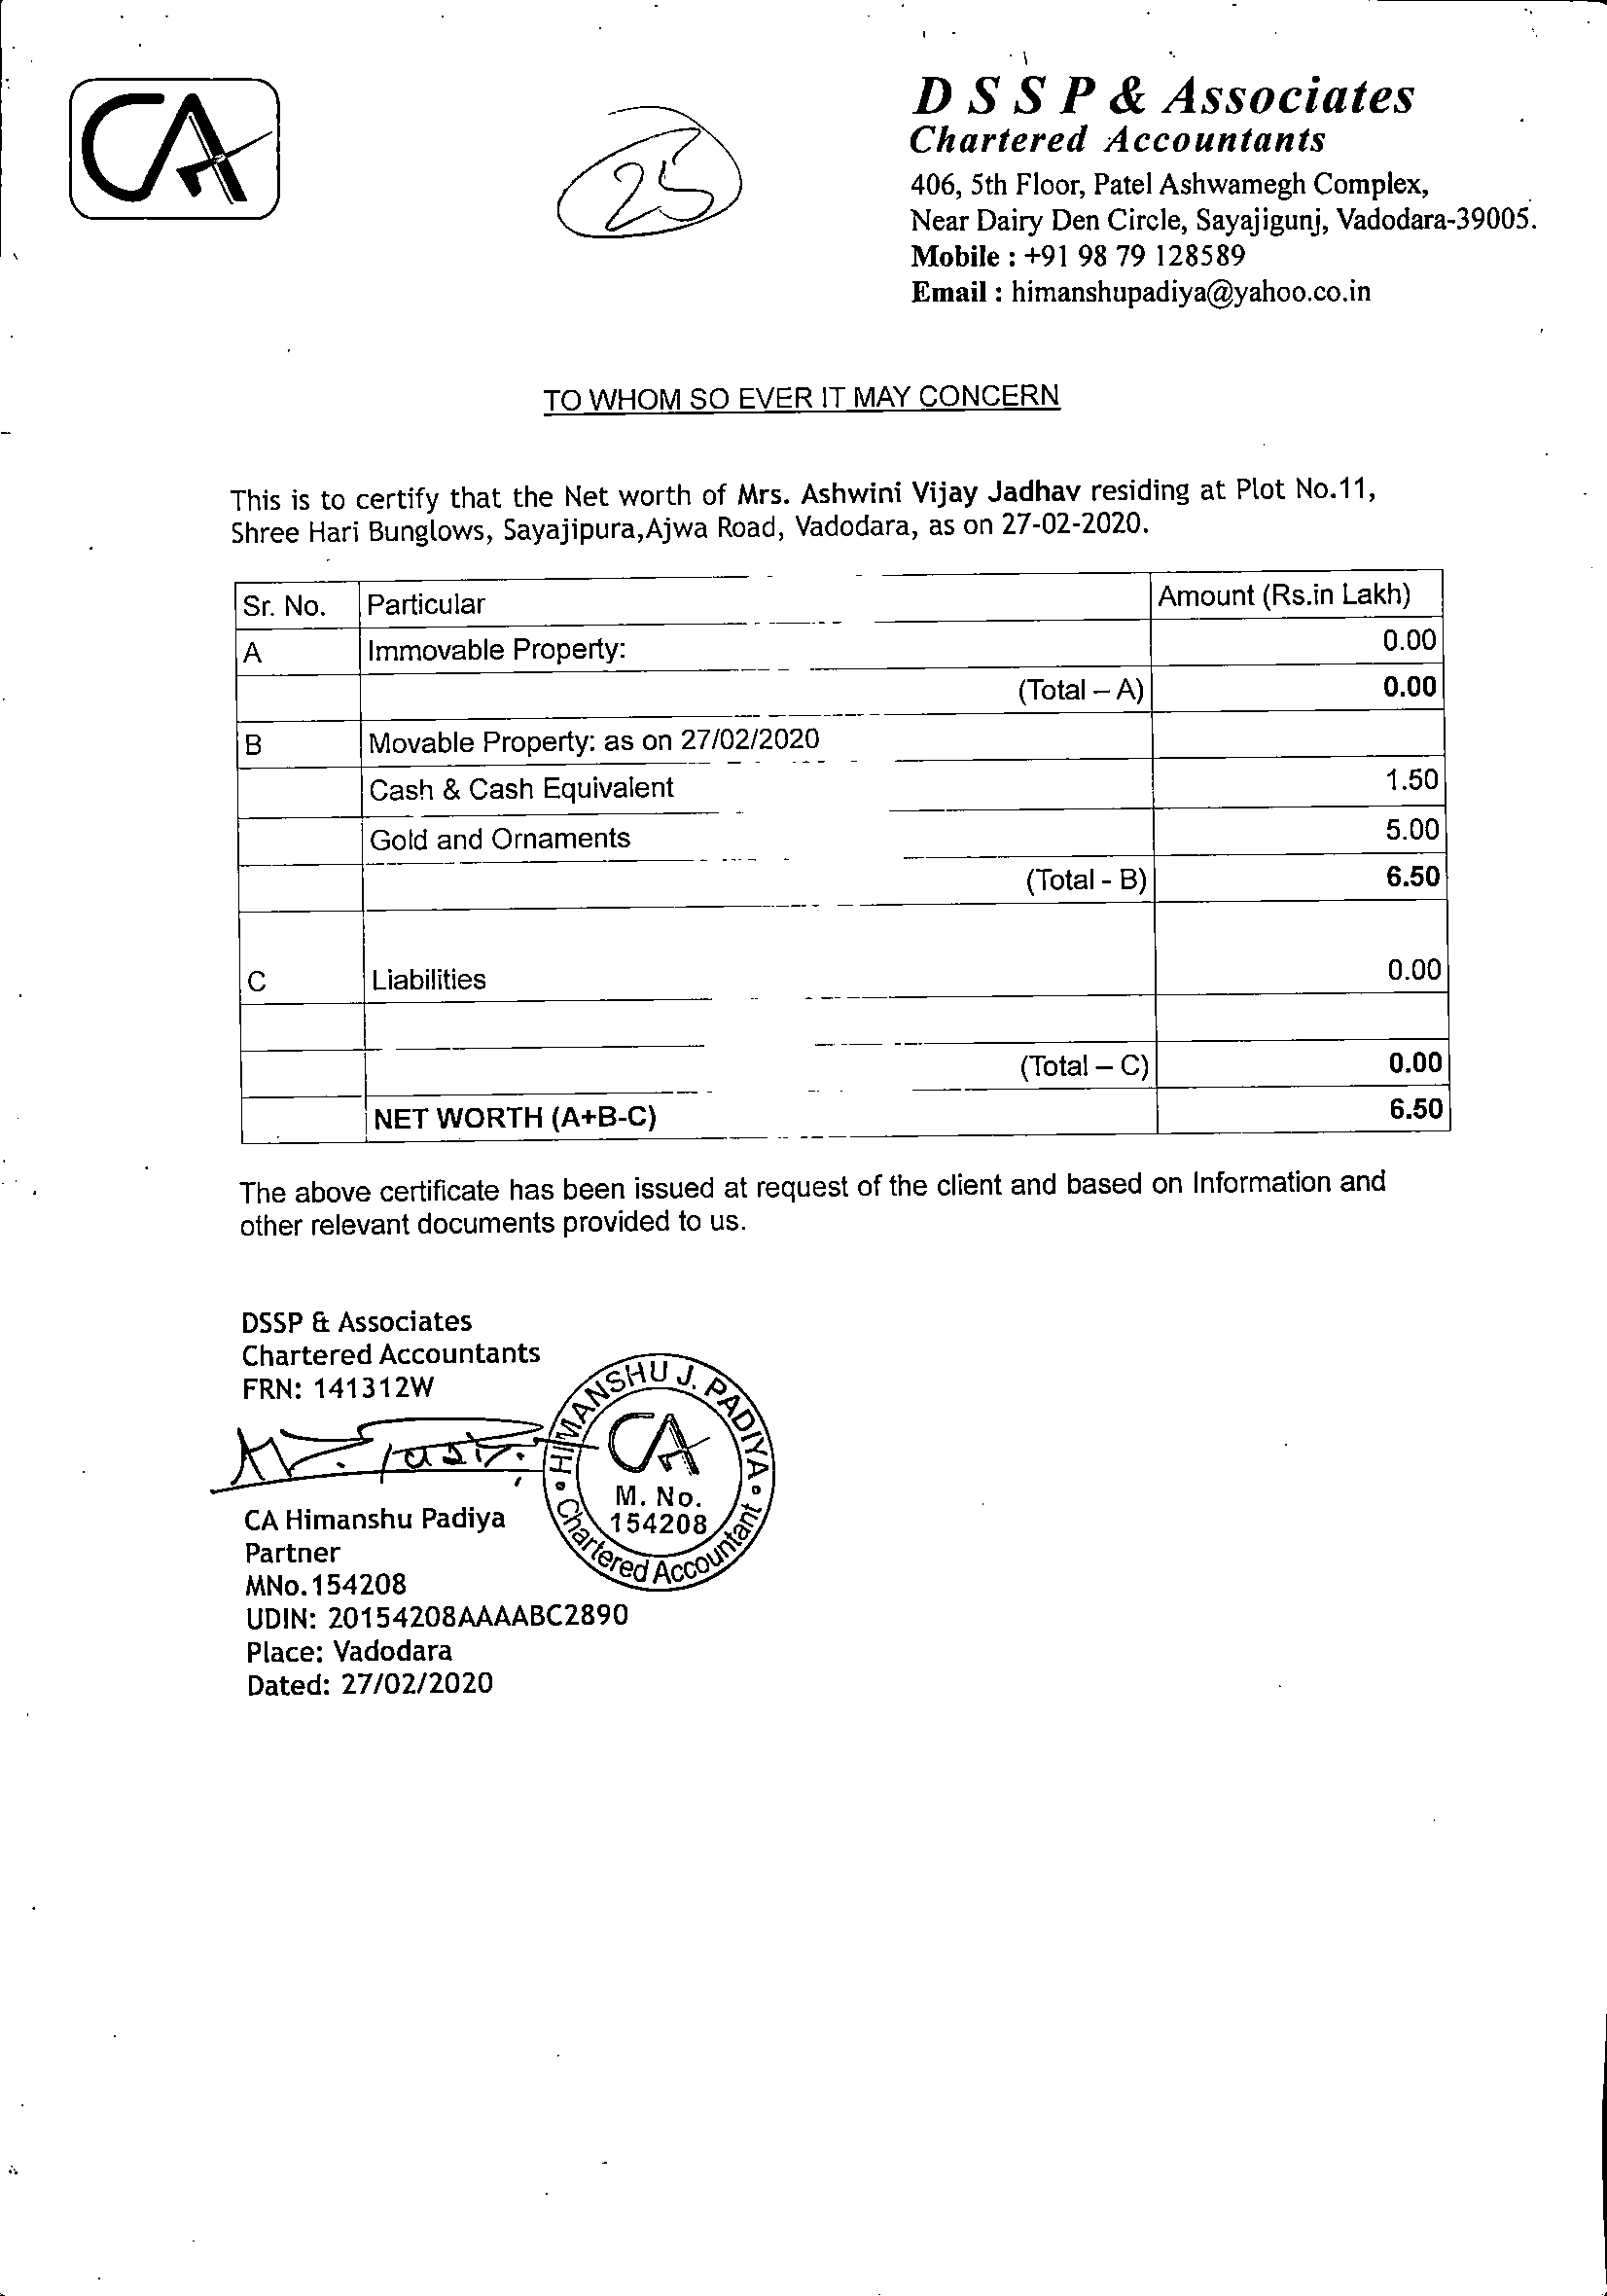 CA
25
D S S P & Associates
Chartered Accountants
406, 5th Floor, Patel Ashwamegh Complex,
Near Dairy Den Circle, Sayajigunj, Vadodara-39005.
Mobile : +91 98 79 128589
Email : himanshupadiya@yahoo.co.in
TO WHOM SO EVER IT MAY CONCERN
This is to certify that the Net worth of Mrs. Ashwini Vijay Jadhav residing at Plot No.11,
Shree Hari Bunglows, Sayajipura,Ajwa Road, Vadodara, as on 27-02-2020.
Sr. No. Particular Amount (Rs.in Lakh)
A Immovable Property: 0.00
(Total – A) 0.00
B Movable Property: as on 27/02/2020
Cash & Cash Equivalent 1.50
Gold and Ornaments 5.00
(Total - B) 6.50
C Liabilities 0.00
(Total – C) 0.00
NET WORTH (A+B-C) 6.50
The above certificate has been issued at request of the client and based on Information and
other relevant documents provided to us.
DSSP & Associates
Chartered Accountants
FRN: 141312W
HIMANSHU J. PADIYA
CA
M. No.
154208
Chartered Accountant
CA Himanshu Padiya
Partner
MNo.154208
UDIN: 20154208AAAABC2890
Place: Vadodara
Dated: 27/02/2020